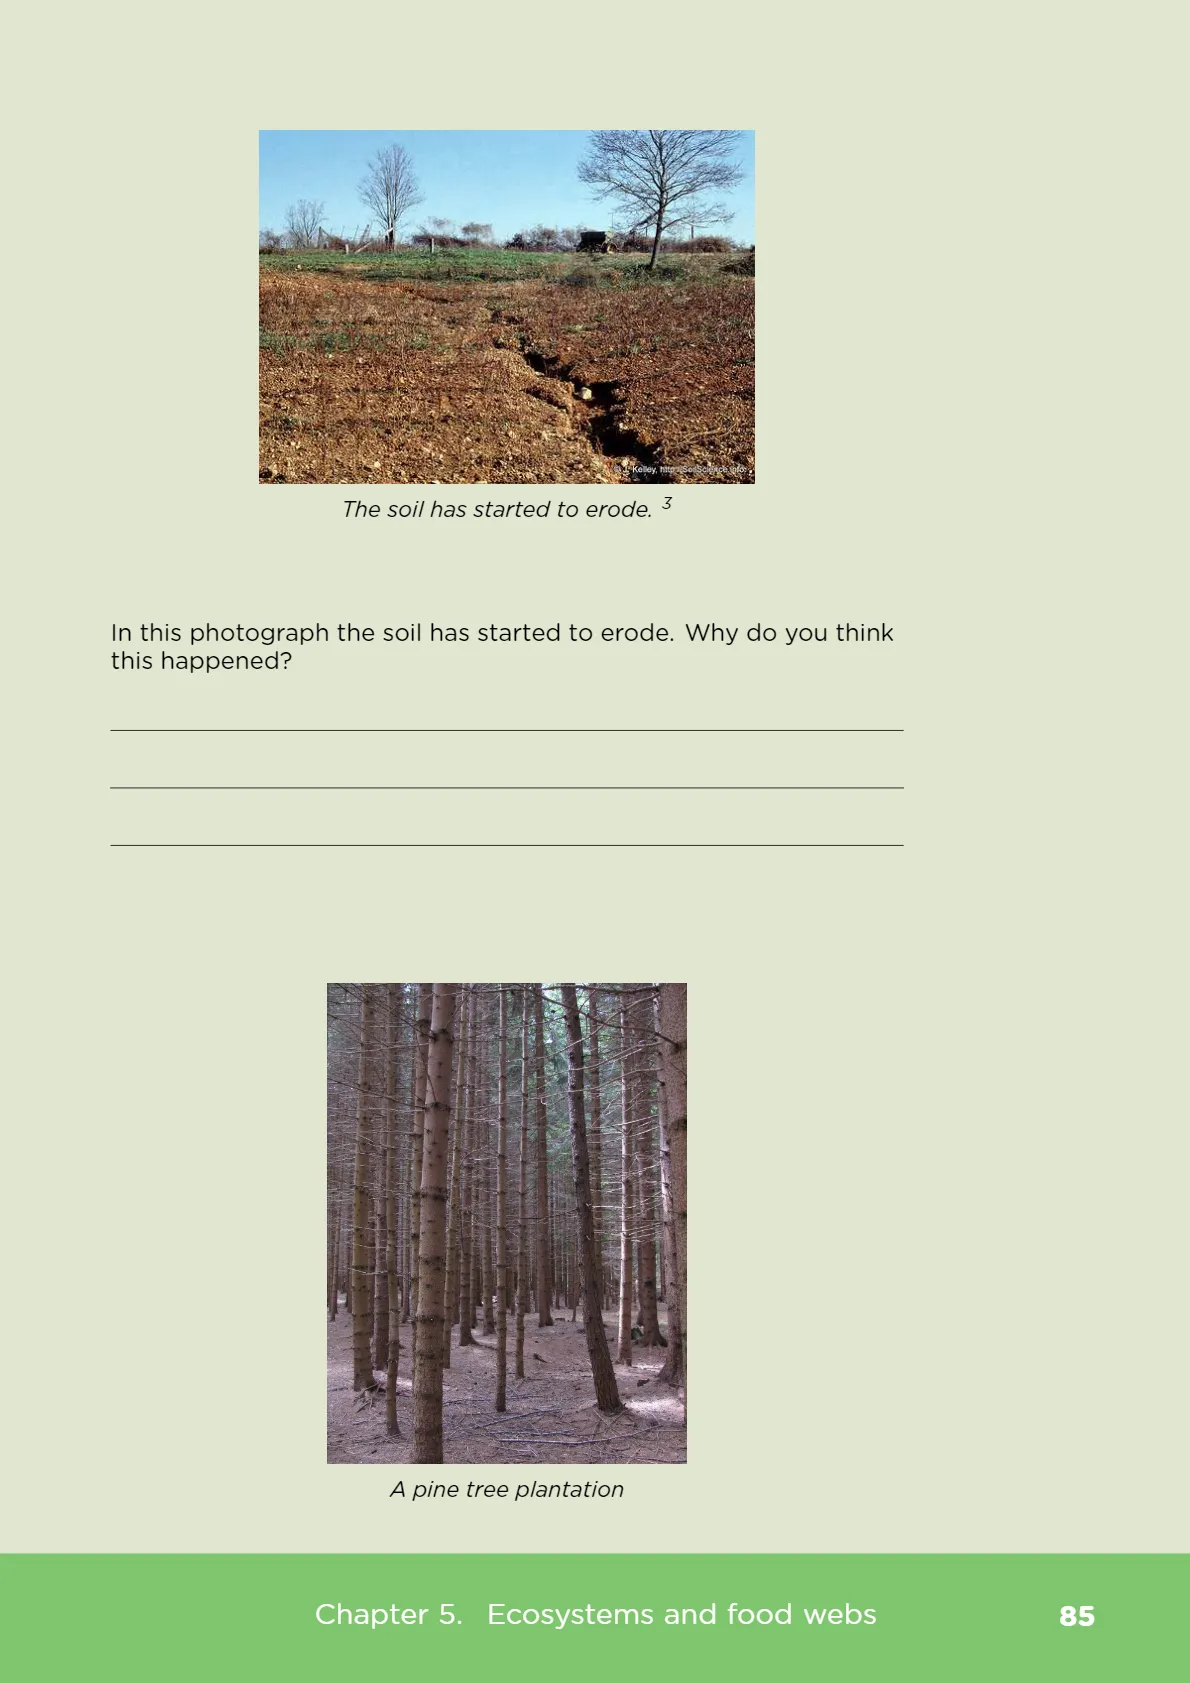 © J. Kelley, http://SoilScience.info
The soil has started to erode. 3
In this photograph the soil has started to erode. Why do you think
this happened?
A pine tree plantation
Chapter 5. Ecosystems and food webs 85